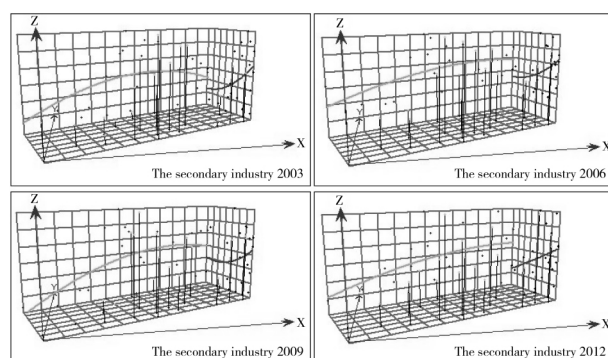 Z
Y
X
The secondary industry 2003
Z
Y
X
The secondary industry 2006
Z
Y
X
The secondary industry 2009
Z
Y
X
The secondary industry 2012